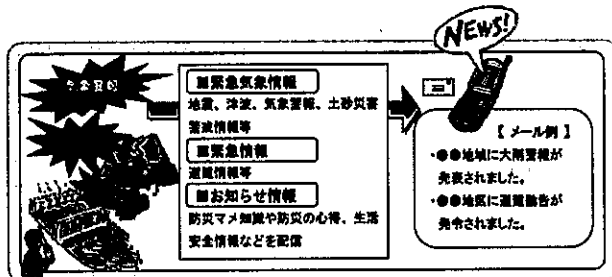 NEWS!
■緊急気象情報
地震、津波、気象警報、土砂災害
警戒情報等
■緊急情報
避難情報等
■お知らせ情報
防災マメ知識や防災の心得、生活
安全情報などを配信
【 メール例 】
・●●地域に大雨警報が
発表されました。
・●●地気に避難勧告が
発令されました。